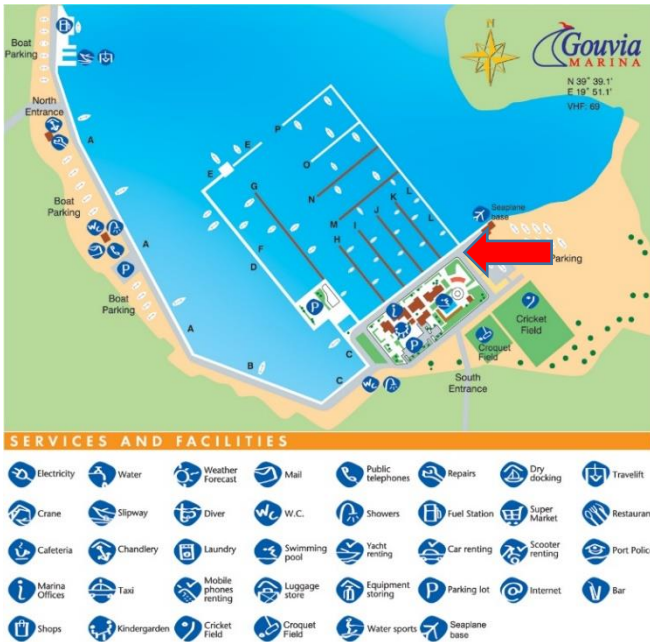 Gouvia
MARINA
N 39° 39.1'
E 19° 51.1'
VHF: 69
Boat
Parking
North
Entrance
A
Boat
Parking
A
P
Boat
Parking
A
A
B
C
C
W.C.
W.C.
E
E
P
G
F
D
O
N
M
H
I
J
K
L
L
P
P
Seaplane
base
Parking
Cricket
Field
Croquet
Field
South
Entrance
SERVICES AND FACILITIES
Electricity
Water
Weather
Forecast
Mail
Public
telephones
Repairs
Dry
docking
Travelift
Crane
Slipway
Diver
W.C.
W.C.
Showers
Fuel Station
Super
Market
Restauran
Cafeteria
Chandlery
Laundry
Swimming
pool
Yacht
renting
Car renting
Scooter
renting
Port Polic
i
Marina
Offices
Taxi
Mobile
phones
renting
Luggage
store
Equipment
storing
P
Parking lot
@
Internet
Bar
Shops
Kindergarden
Cricket
Field
Croquet
Field
Water sports
Seaplane
base